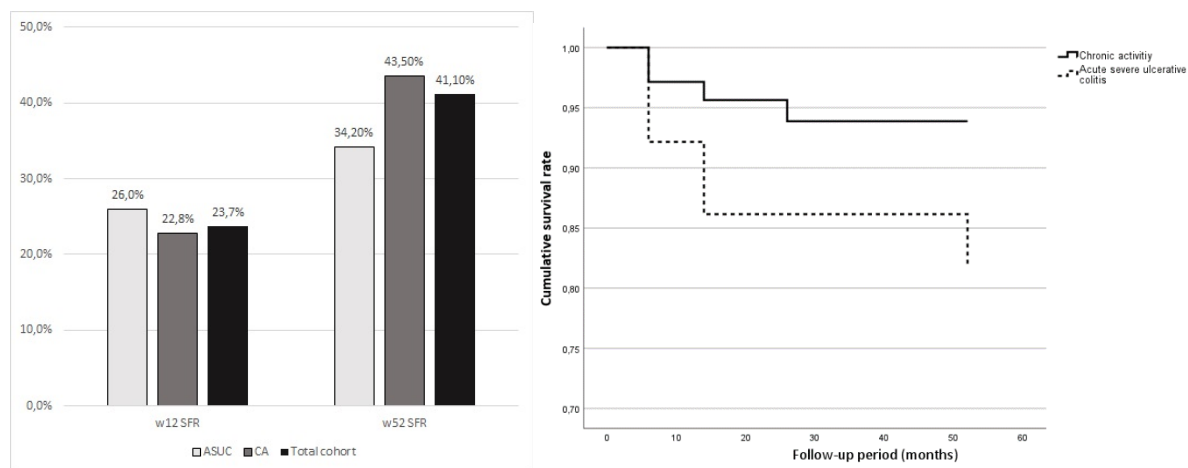 50,0%
40,0%
30,0%
20,0%
10,0%
0,0%
26,0%
22,8%
23,7%
34,20%
43,50%
41,10%
w12 SFR
w52 SFR
ASUC CA Total cohort
Cumulative survival rate
1,00
0,95
0,90
0,85
0,80
0,75
0,70
0 10 20 30 40 50 60
Follow-up period (months)
Chronic activitiy
Acute severe ulcerative
colitis